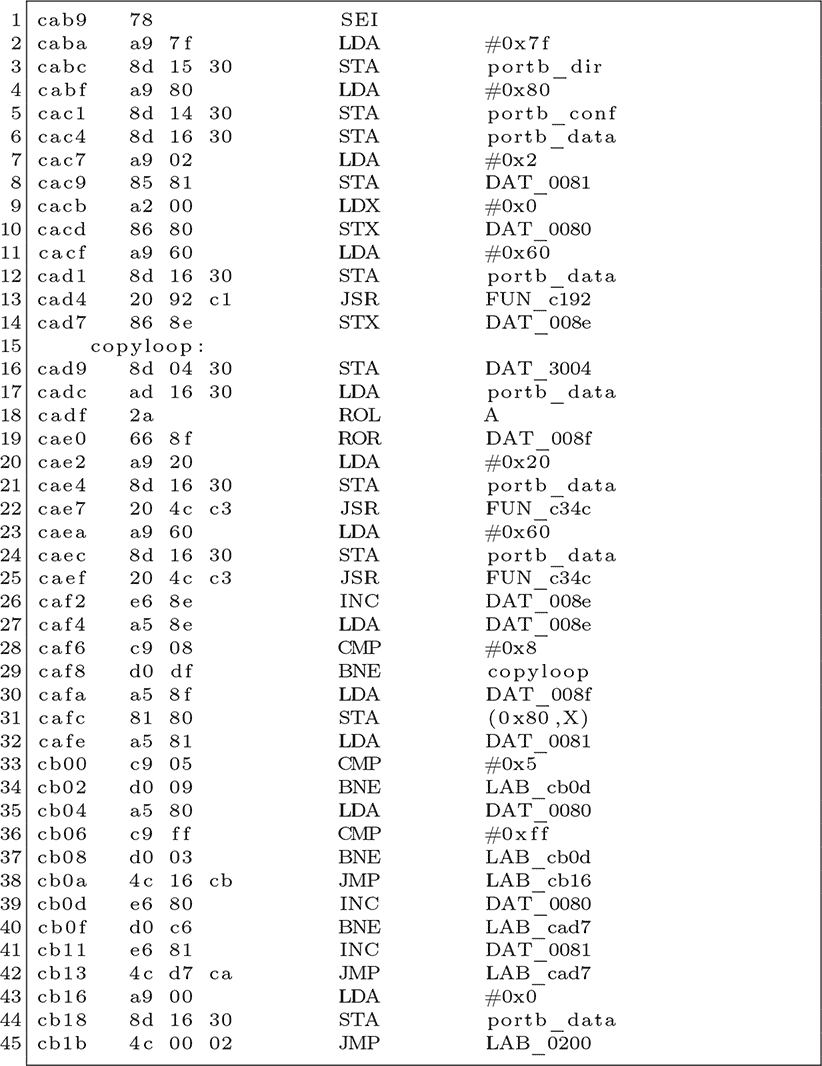 1 cab9 78 SEI
2 caba a9 7f LDA #0x7f
3 cabc 8d 15 30 STA portb_dir
4 cabf a9 80 LDA #0x80
5 cac1 8d 14 30 STA portb_conf
6 cac4 8d 16 30 STA portb_data
7 cac7 a9 02 LDA #0x2
8 cac9 85 81 STA DAT_0081
9 cacb a2 00 LDX #0x0
10 cacd 86 80 STX DAT_0080
11 cacf a9 60 LDA #0x60
12 cad1 8d 16 30 STA portb_data
13 cad4 20 92 c1 JSR FUN_c192
14 cad7 86 8e STX DAT_008e
15 copyloop:
16 cad9 8d 04 30 STA DAT_3004
17 cadc ad 16 30 LDA portb_data
18 cadf 2a ROL A
19 cae0 66 8f ROR DAT_008f
20 cae2 a9 20 LDA #0x20
21 cae4 8d 16 30 STA portb_data
22 cae7 20 4c c3 JSR FUN_c34c
23 caea a9 60 LDA #0x60
24 caec 8d 16 30 STA portb_data
25 caef 20 4c c3 JSR FUN_c34c
26 caf2 e6 8e INC DAT_008e
27 caf4 a5 8e LDA DAT_008e
28 caf6 c9 08 CMP #0x8
29 caf8 d0 df BNE copyloop
30 cafa a5 8f LDA DAT_008f
31 cafc 81 80 STA (0x80,X)
32 cafe a5 81 LDA DAT_0081
33 cb00 c9 05 CMP #0x5
34 cb02 d0 09 BNE LAB_cb0d
35 cb04 a5 80 LDA DAT_0080
36 cb06 c9 ff CMP #0xff
37 cb08 d0 03 BNE LAB_cb0d
38 cb0a 4c 16 cb JMP LAB_cb16
39 cb0d e6 80 INC DAT_0080
40 cb0f d0 c6 BNE LAB_cad7
41 cb11 e6 81 INC DAT_0081
42 cb13 4c d7 ca JMP LAB_cad7
43 cb16 a9 00 LDA #0x0
44 cb18 8d 16 30 STA portb_data
45 cb1b 4c 00 02 JMP LAB_0200